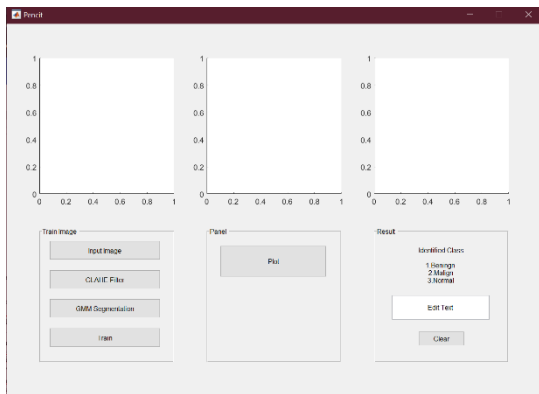 Pencit
1 1 1
0.8 0.8 0.8
0.6 0.6 0.6
0.4 0.4 0.4
0.2 0.2 0.2
0 0 0
0 0.2 0.4 0.6 0.8 1 0 0.2 0.4 0.6 0.8 1 0 0.2 0.4 0.6 0.8 1
Train Image
Input Image
CLAHE Filter
GMM Segmentation
Train
Panel
Plot
Result
Identified Class
1.Beningn
2.Malign
3.Normal
Edit Text
Clear